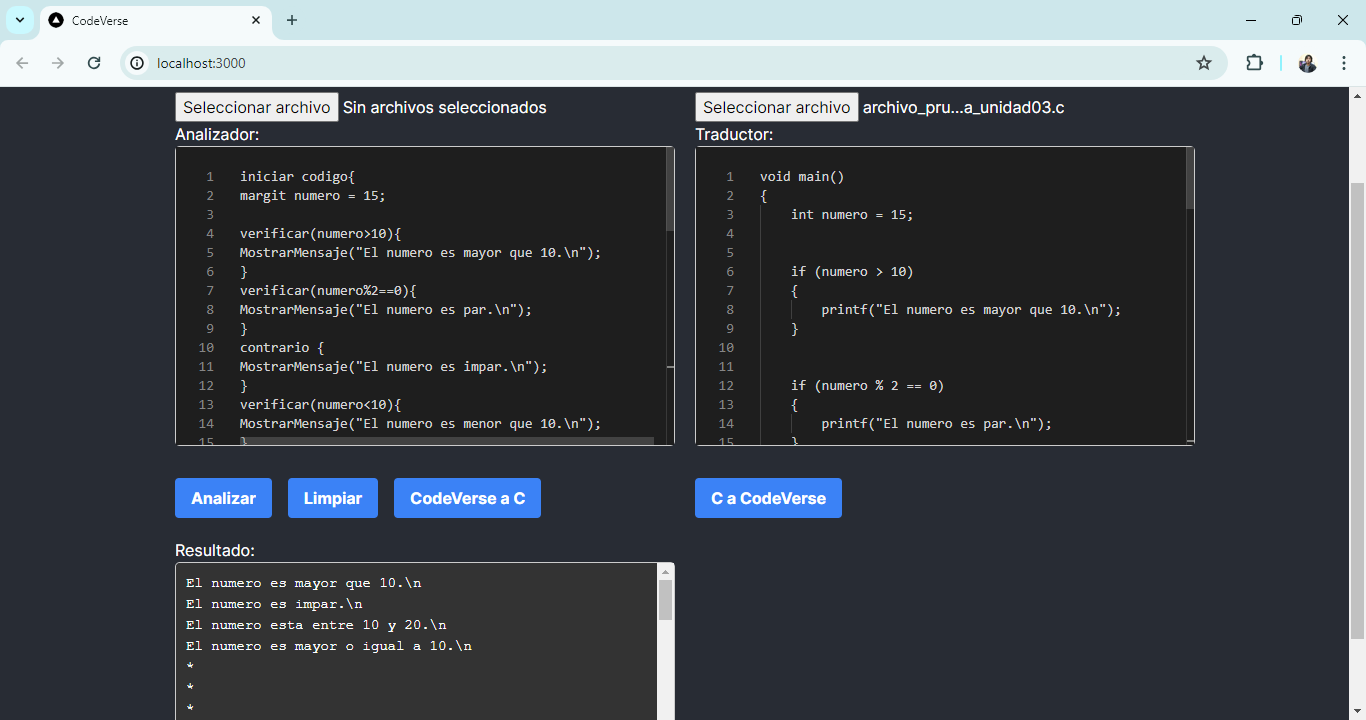 CodeVerse
localhost:3000
Seleccionar archivo Sin archivos seleccionados
Analizador:
1 iniciar codigo{
2 margit numero = 15;
3
4 verificar(numero>10){
5 MostrarMensaje("El numero es mayor que 10.\n");
6 }
7 verificar(numero%2==0){
8 MostrarMensaje("El numero es par.\n");
9 }
10 contrario {
11 MostrarMensaje("El numero es impar.\n");
12 }
13 verificar(numero<10){
14 MostrarMensaje("El numero es menor que 10.\n");
15 }
Seleccionar archivo archivo_pru...a_unidad03.c
Traductor:
1 void main()
2 {
3 int numero = 15;
4
5
6 if (numero > 10)
7 {
8 printf("El numero es mayor que 10.\n");
9 }
10
11
12 if (numero % 2 == 0)
13 {
14 printf("El numero es par.\n");
15 }
Analizar Limpiar CodeVerse a C
C a CodeVerse
Resultado:
El numero es mayor que 10.\n
El numero es impar.\n
El numero esta entre 10 y 20.\n
El numero es mayor o igual a 10.\n
*
*
*